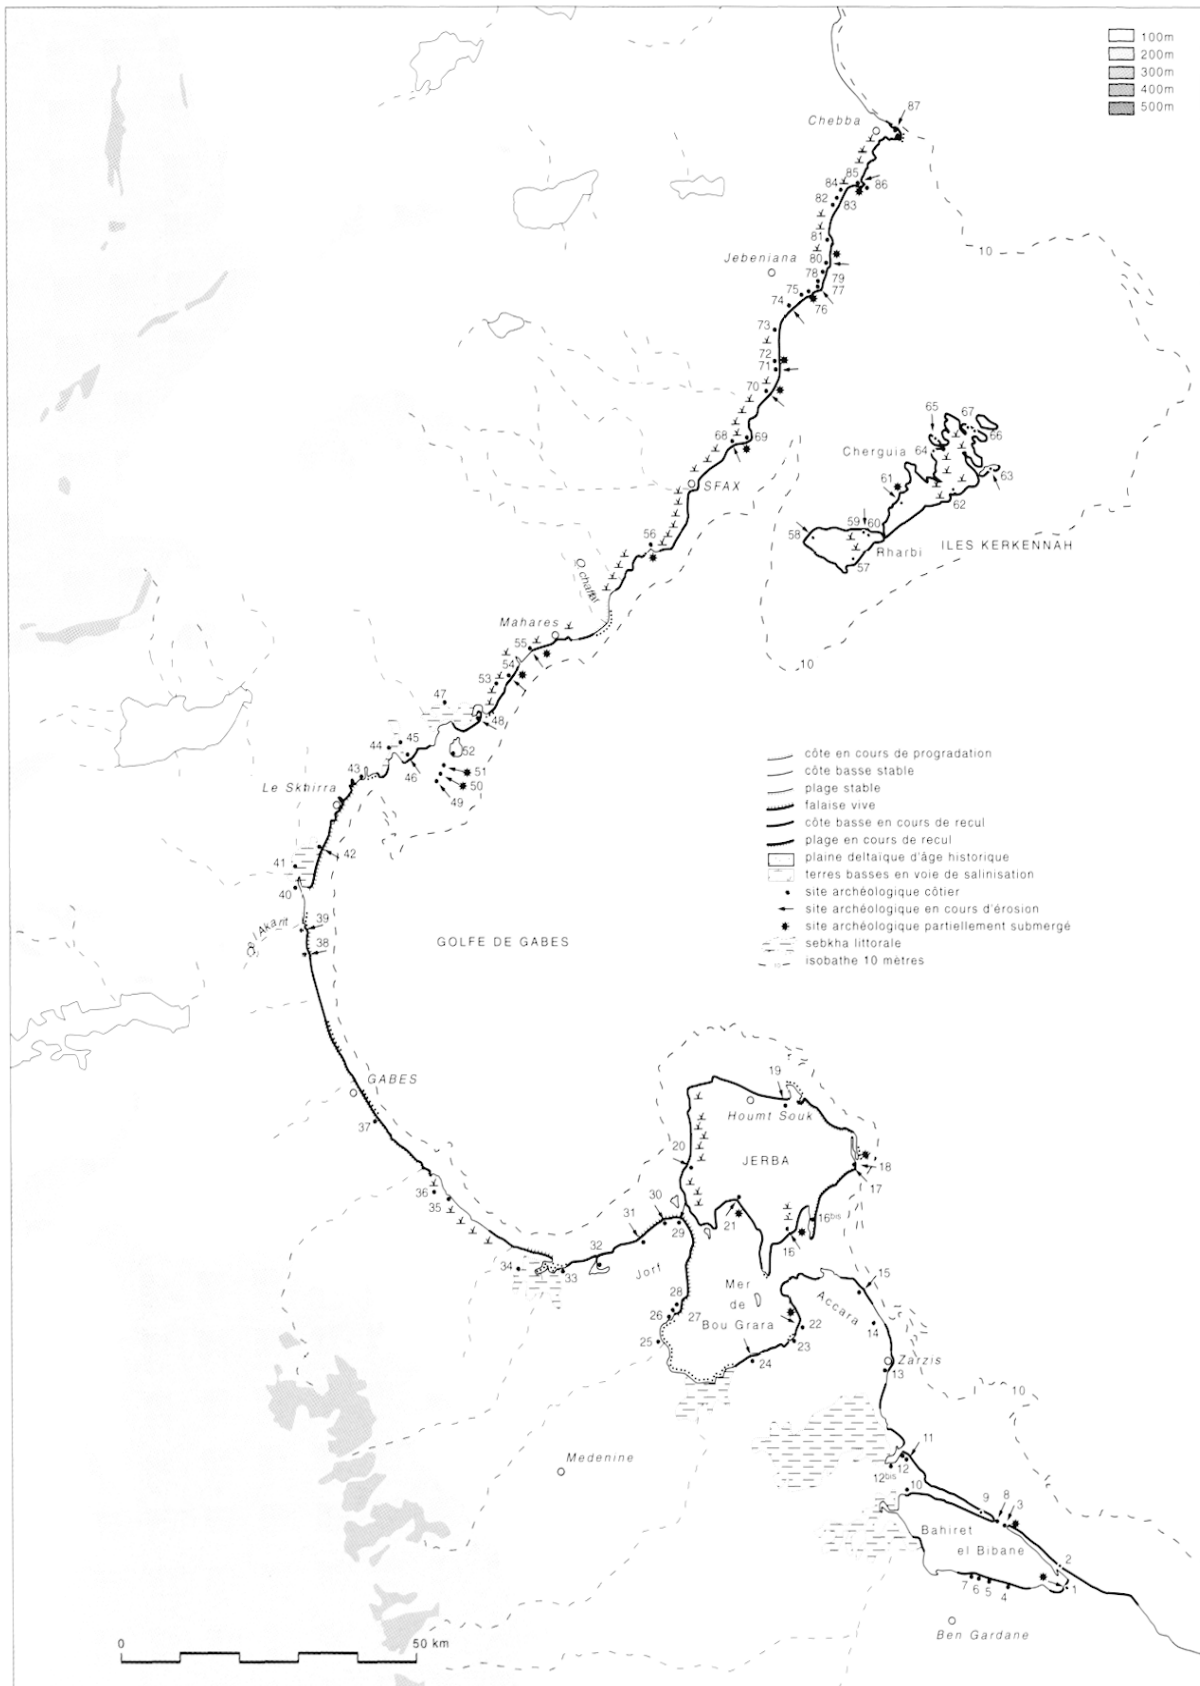 100m
200m
300m
400m
500m
87
Chebba
85
84
86
82
83
81
10
Jebeniana
80
78
79
75
77
74
76
73
72
71
70
67
65
66
68
69
64
Cherguia
63
61
SFAX
62
59
60
58
56
ILES KERKENNAH
Rharbi
57
Mahares
55
10
54
53
47
48
45
44
52
46
51
43
50
Le Skhirra
49
côte en cours de progradation
côte basse stable
plage stable
falaise vive
côte basse en cours de recul
plage en cours de recul
plaine deltaïque d'âge historique
terres basses en voie de salinisation
site archéologique côtier
site archéologique en cours d'érosion
site archéologique partiellement submergé
sebkha littorale
isobathe 10 mètres
42
41
40
39
38
GOLFE DE GABES
GABES
37
19
Houmt Souk
JERBA
20
18
17
36
35
30
31
29
21
16bis
16
32
34
33
Jorf
Mer
de
Bou Grara
15
Accara
28
26
27
25
22
23
14
24
Zarzis
13
10
11
12
12bis
10
Medenine
9
8
3
Bahiret
el Bibane
2
7
6
5
4
1
Ben Gardane
0
50 km